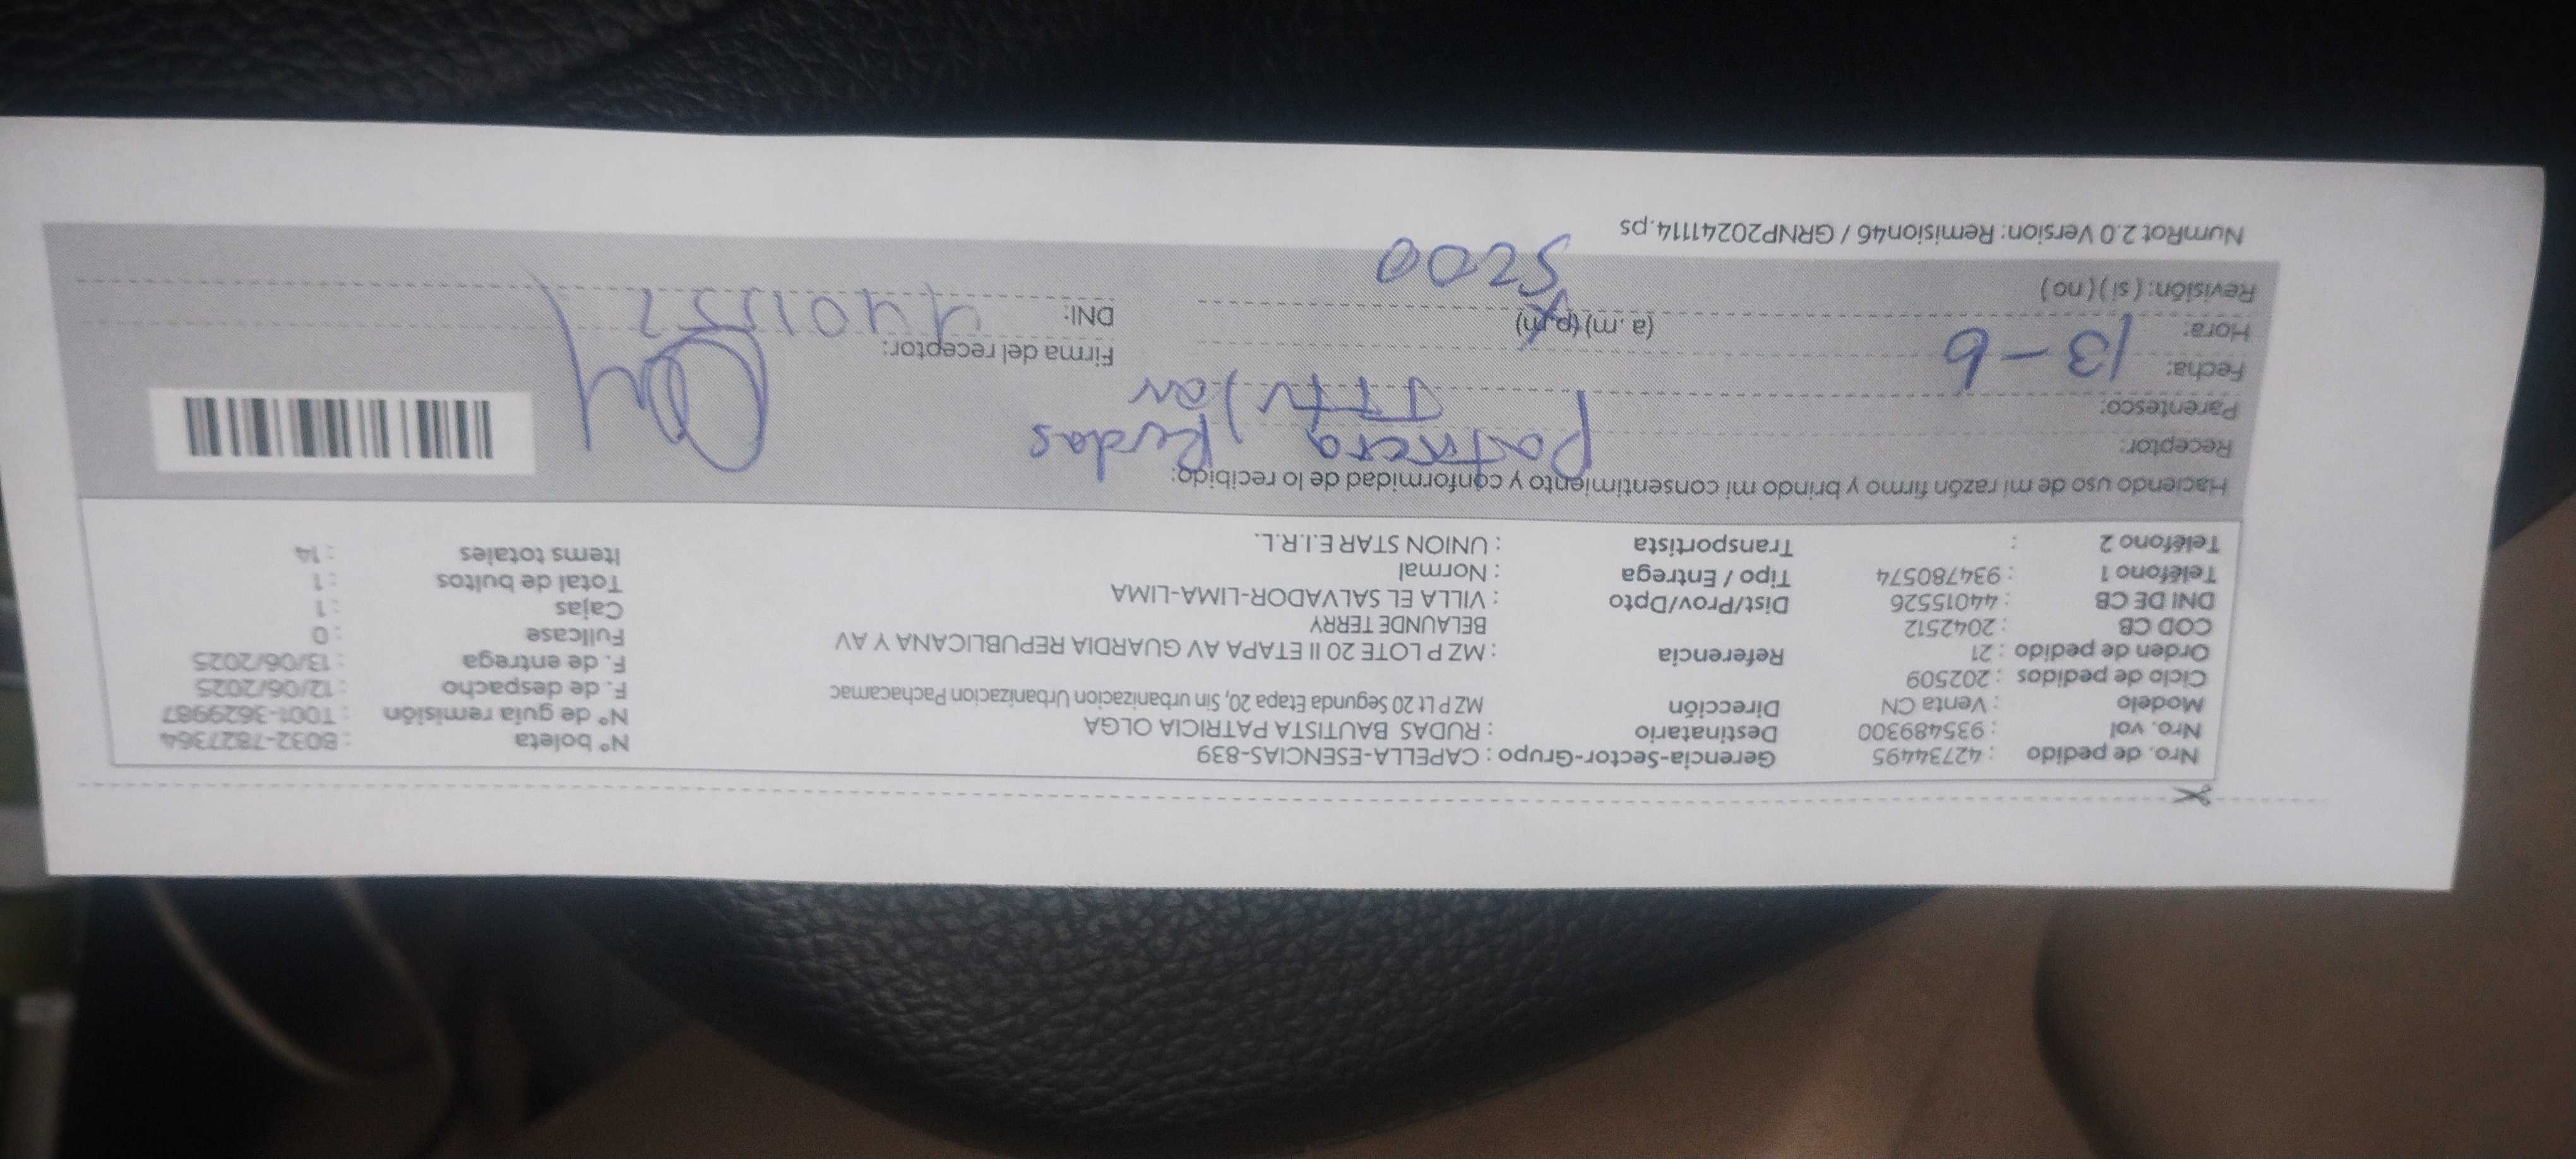 Nro. de pedido : 42734495 Gerencia-Sector-Grupo : CAPELLA-ESENCIAS-839 N° boleta : B032-7827364
Nro. vol : 935489300 Destinatario : RUDAS BAUTISTA PATRICIA OLGA N° de guía remisión : T001-3629987
Modelo : Venta CN Dirección MZ P Lt 20 Segunda Etapa 20, Sin urbanizacion Urbanizacion Pachacamac F. de despacho : 12/06/2025
Ciclo de pedidos : 202509 F. de entrega : 13/06/2025
Orden de pedido : 21 Referencia : MZ P LOTE 20 II ETAPA AV GUARDIA REPUBLICANA Y AV Fullcase : 0
COD CB : 2042512 BELAUNDE TERRY Cajas : 1
DNI DE CB : 44015526 Dist/Prov/Dpto : VILLA EL SALVADOR-LIMA-LIMA Total de bultos : 1
Teléfono 1 : 934780574 Tipo / Entrega : Normal Items totales : 14
Teléfono 2 : Transportista : UNION STAR E.I.R.L.
Haciendo uso de mi razón firmo y brindo mi consentimiento y conformidad de lo recibido:
Receptor: Rudas
Parentesco:
Fecha: 13-6 Firma del receptor:
Hora: (a.m) (p.m) DNI:
Revisión: ( si ) ( no ) 5200
NumRot 2.0 Version: Remision46 / GRNP20241114.ps